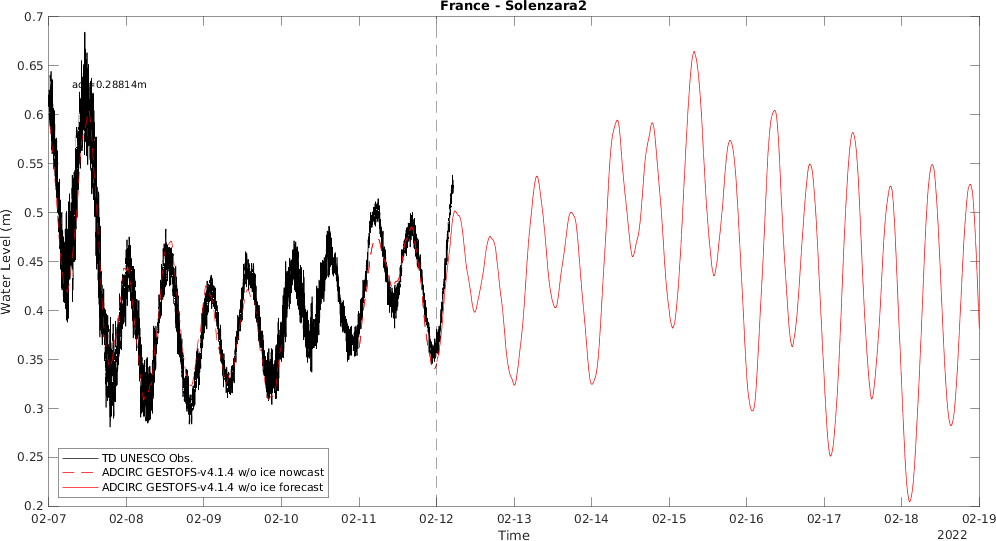 France - Solenzara2
0.7
0.65
0.6
0.55
0.5
0.45
0.4
0.35
0.3
0.25
0.2
Water Level (m)
=0.28814m
TD UNESCO Obs.
ADCIRC GESTOFS-v4.1.4 w/o ice nowcast
ADCIRC GESTOFS-v4.1.4 w/o ice forecast
02-07 02-08 02-09 02-10 02-11 02-12 02-13 02-14 02-15 02-16 02-17 02-18 02-19
Time
2022